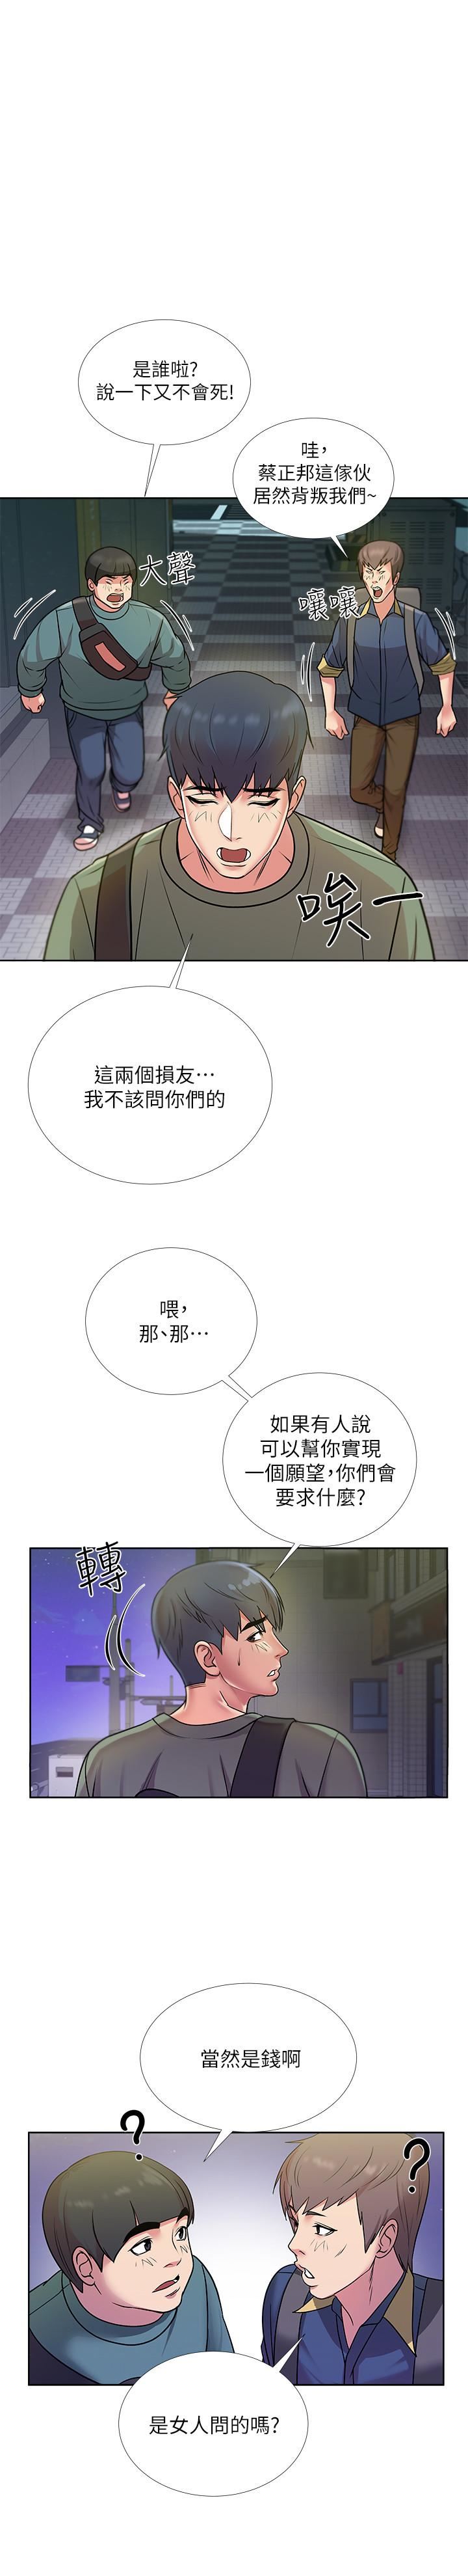 是誰啦?
說一下又不會死!
哇,
蔡正邦這傢伙
居然背叛我們~
大聲
嚷嚷
唉—
這兩個損友…
我不該問你們的
喂,
那、那…
如果有人說
可以幫你實現
一個願望,你們會
要求什麼?
轉
當然是錢啊
?
?
是女人問的嗎?